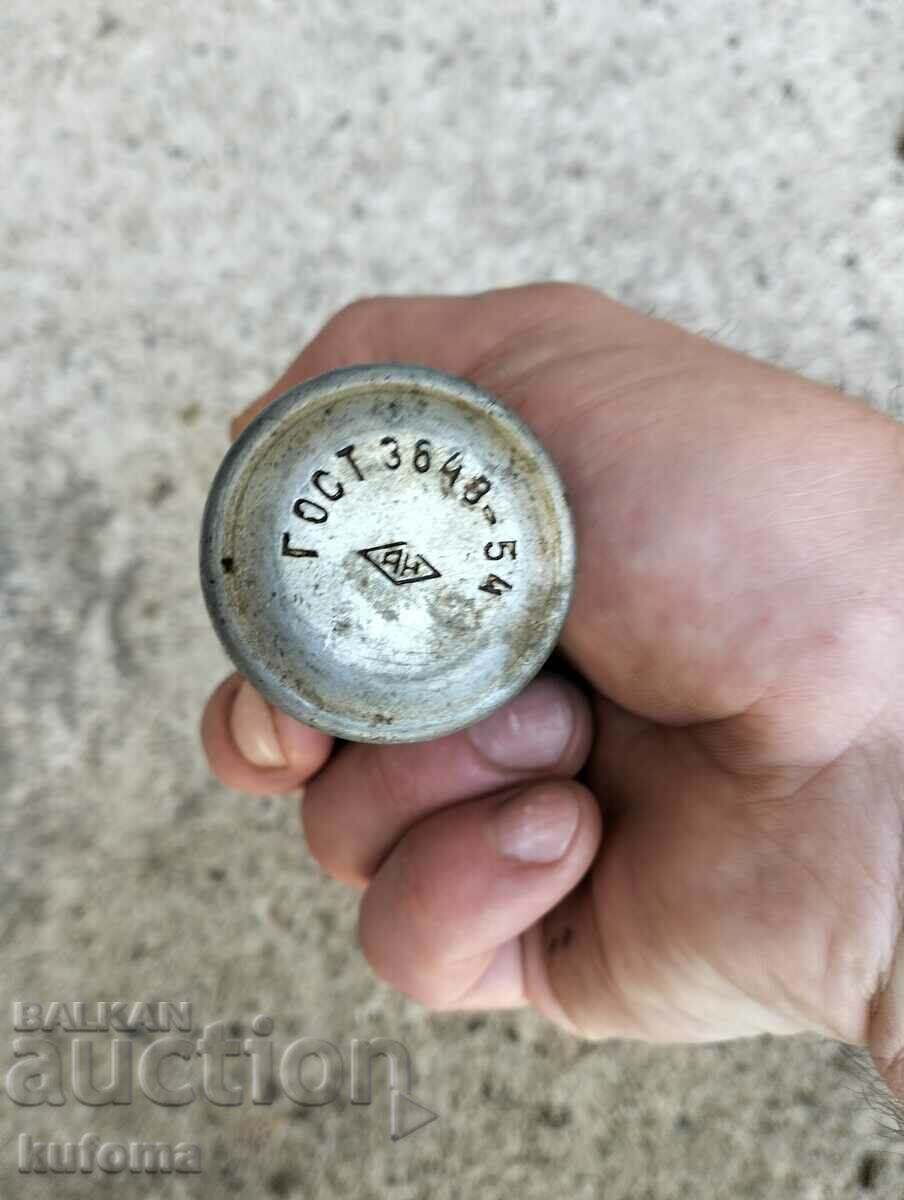 ГОСТ 3648-54
АН
BALKAN
auction
kufoma